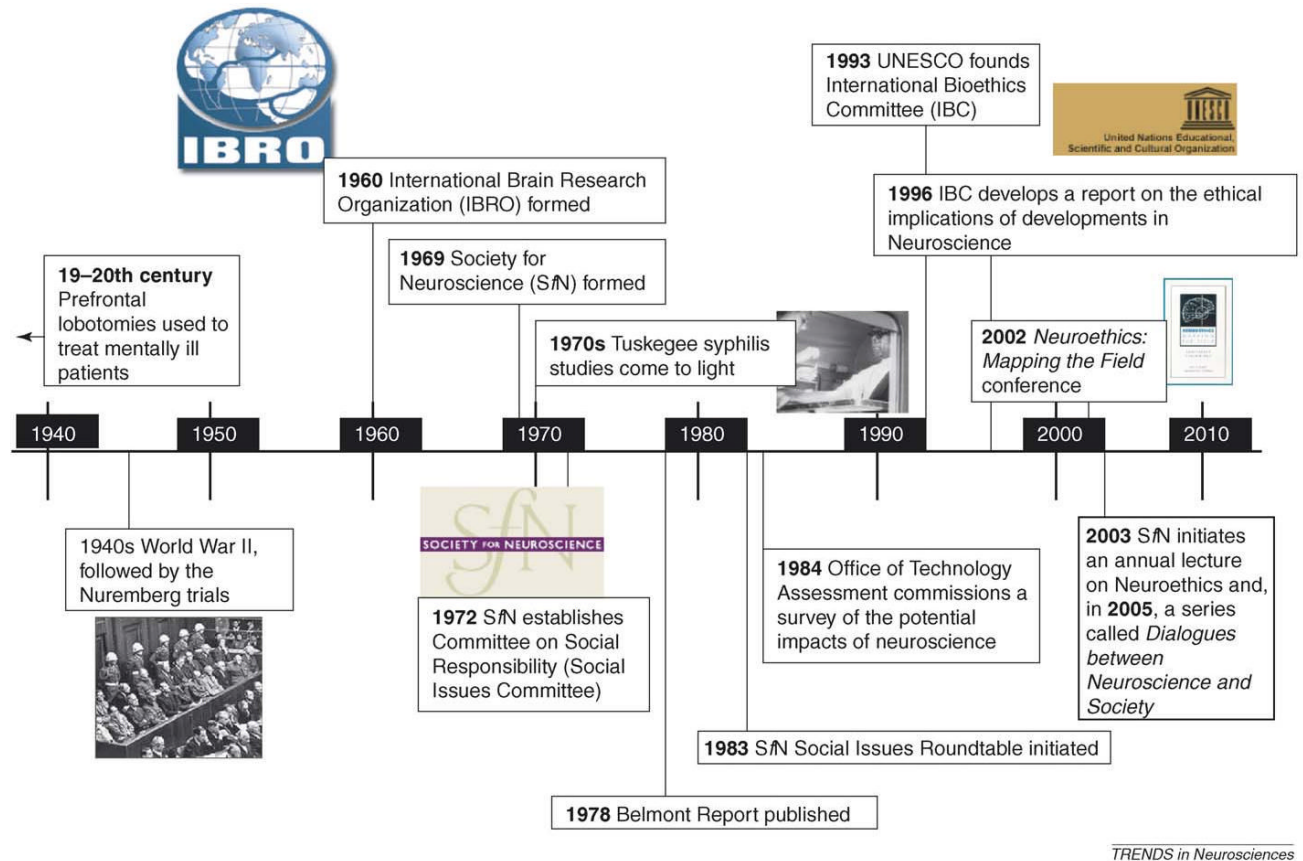 IBRO
1993 UNESCO founds
International Bioethics
Committee (IBC)
UNESCO
United Nations Educational,
Scientific and Cultural Organization
1960 International Brain Research
Organization (IBRO) formed
1996 IBC develops a report on the ethical
implications of developments in
Neuroscience
1969 Society for
Neuroscience (SfN) formed
19–20th century
Prefrontal
lobotomies used to
treat mentally ill
patients
1970s Tuskegee syphilis
studies come to light
2002 Neuroethics:
Mapping the Field
conference
1940
1950
1960
1970
1980
1990
2000
2010
1940s World War II,
followed by the
Nuremberg trials
SfN
SOCIETY FOR NEUROSCIENCE
1972 SfN establishes
Committee on Social
Responsibility (Social
Issues Committee)
1984 Office of Technology
Assessment commissions a
survey of the potential
impacts of neuroscience
2003 SfN initiates
an annual lecture
on Neuroethics and,
in 2005, a series
called Dialogues
between
Neuroscience and
Society
1983 SfN Social Issues Roundtable initiated
1978 Belmont Report published
TRENDS in Neurosciences